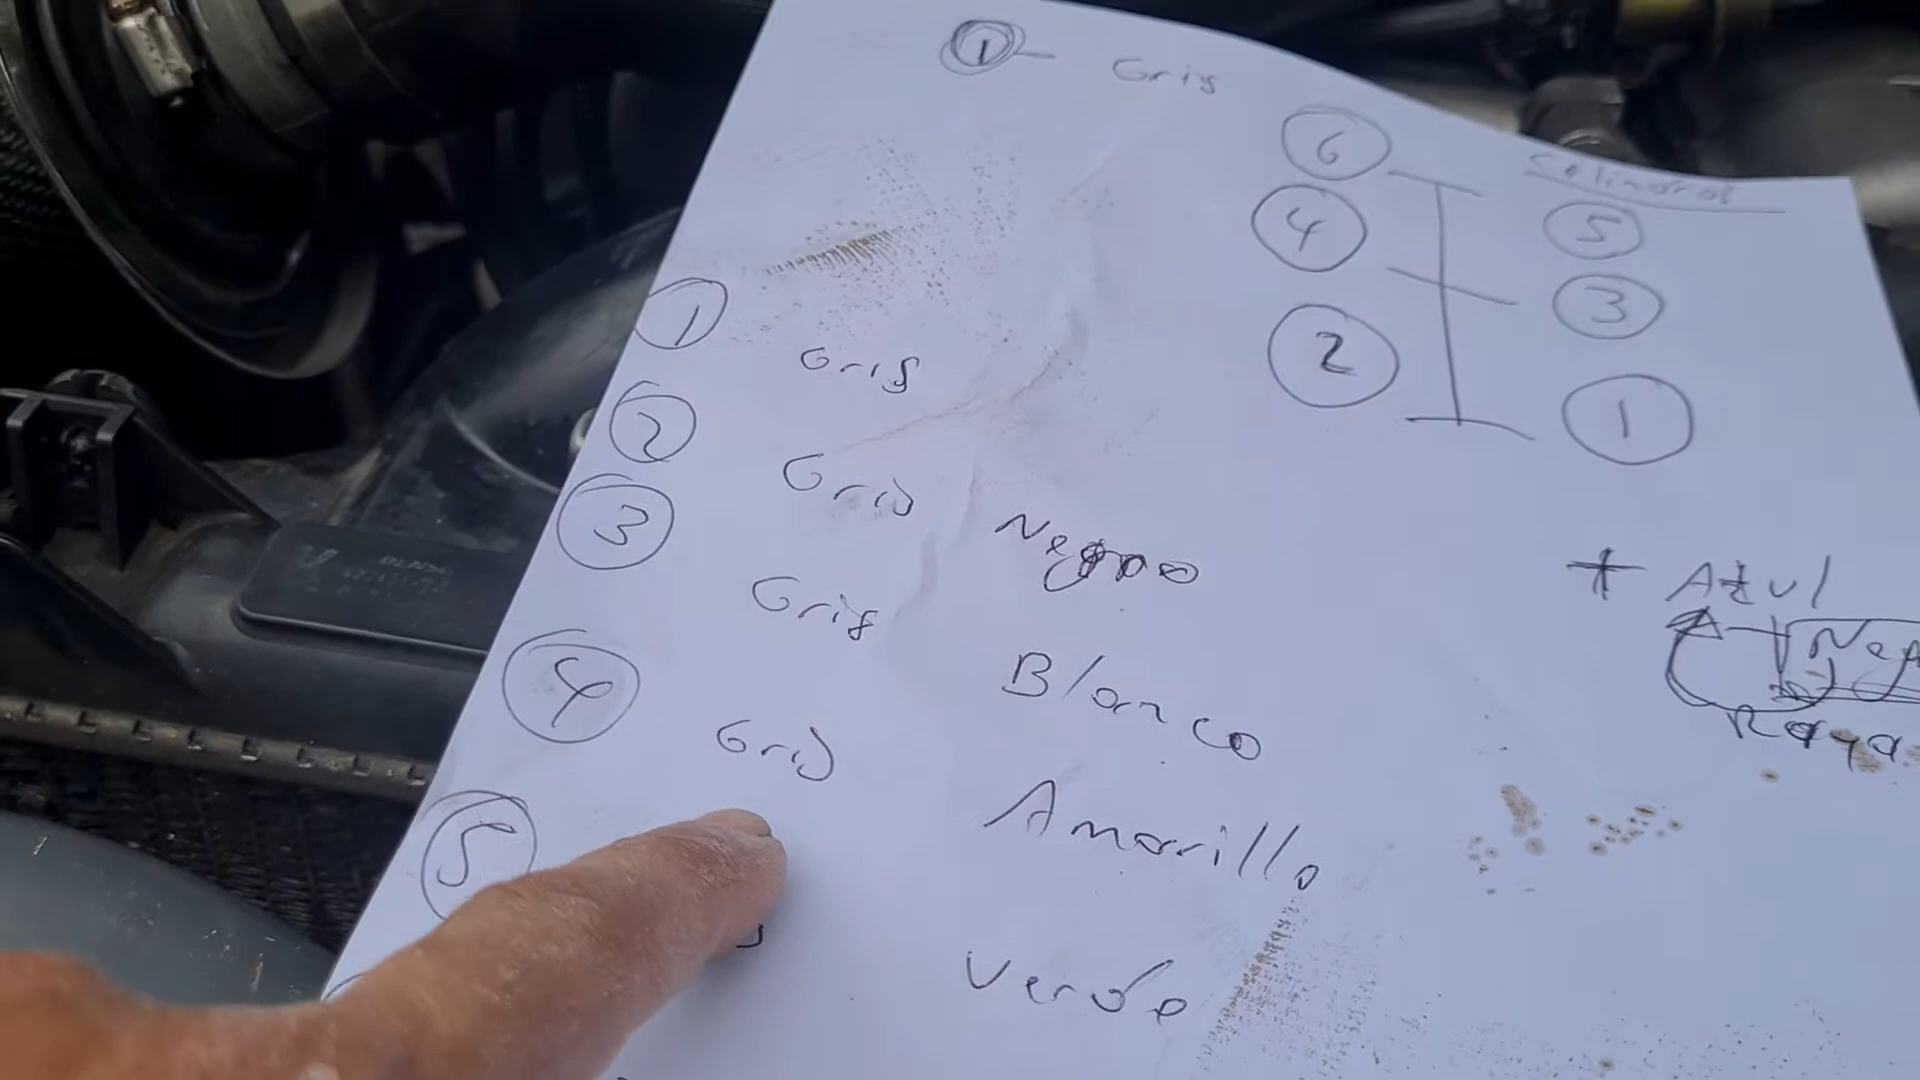 ① - Gris
Cilindros
⑥
④ ⑤
③
② ①
①
Gris
②
Gris Negro
③
Gris Blanco
④
Gris Amarillo
⑤
Verde
+ Azul
Neg
Raya